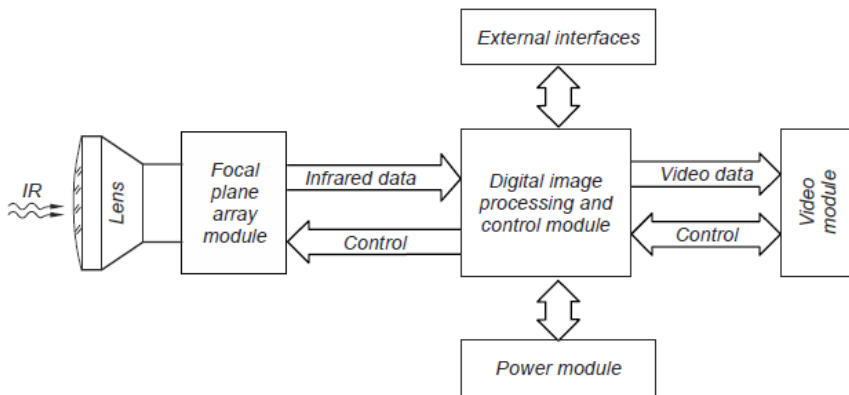 External interfaces
IR
Lens
Focal
plane
array
module
Infrared data
Control
Digital image
processing and
control module
Video data
Control
Video
module
Power module